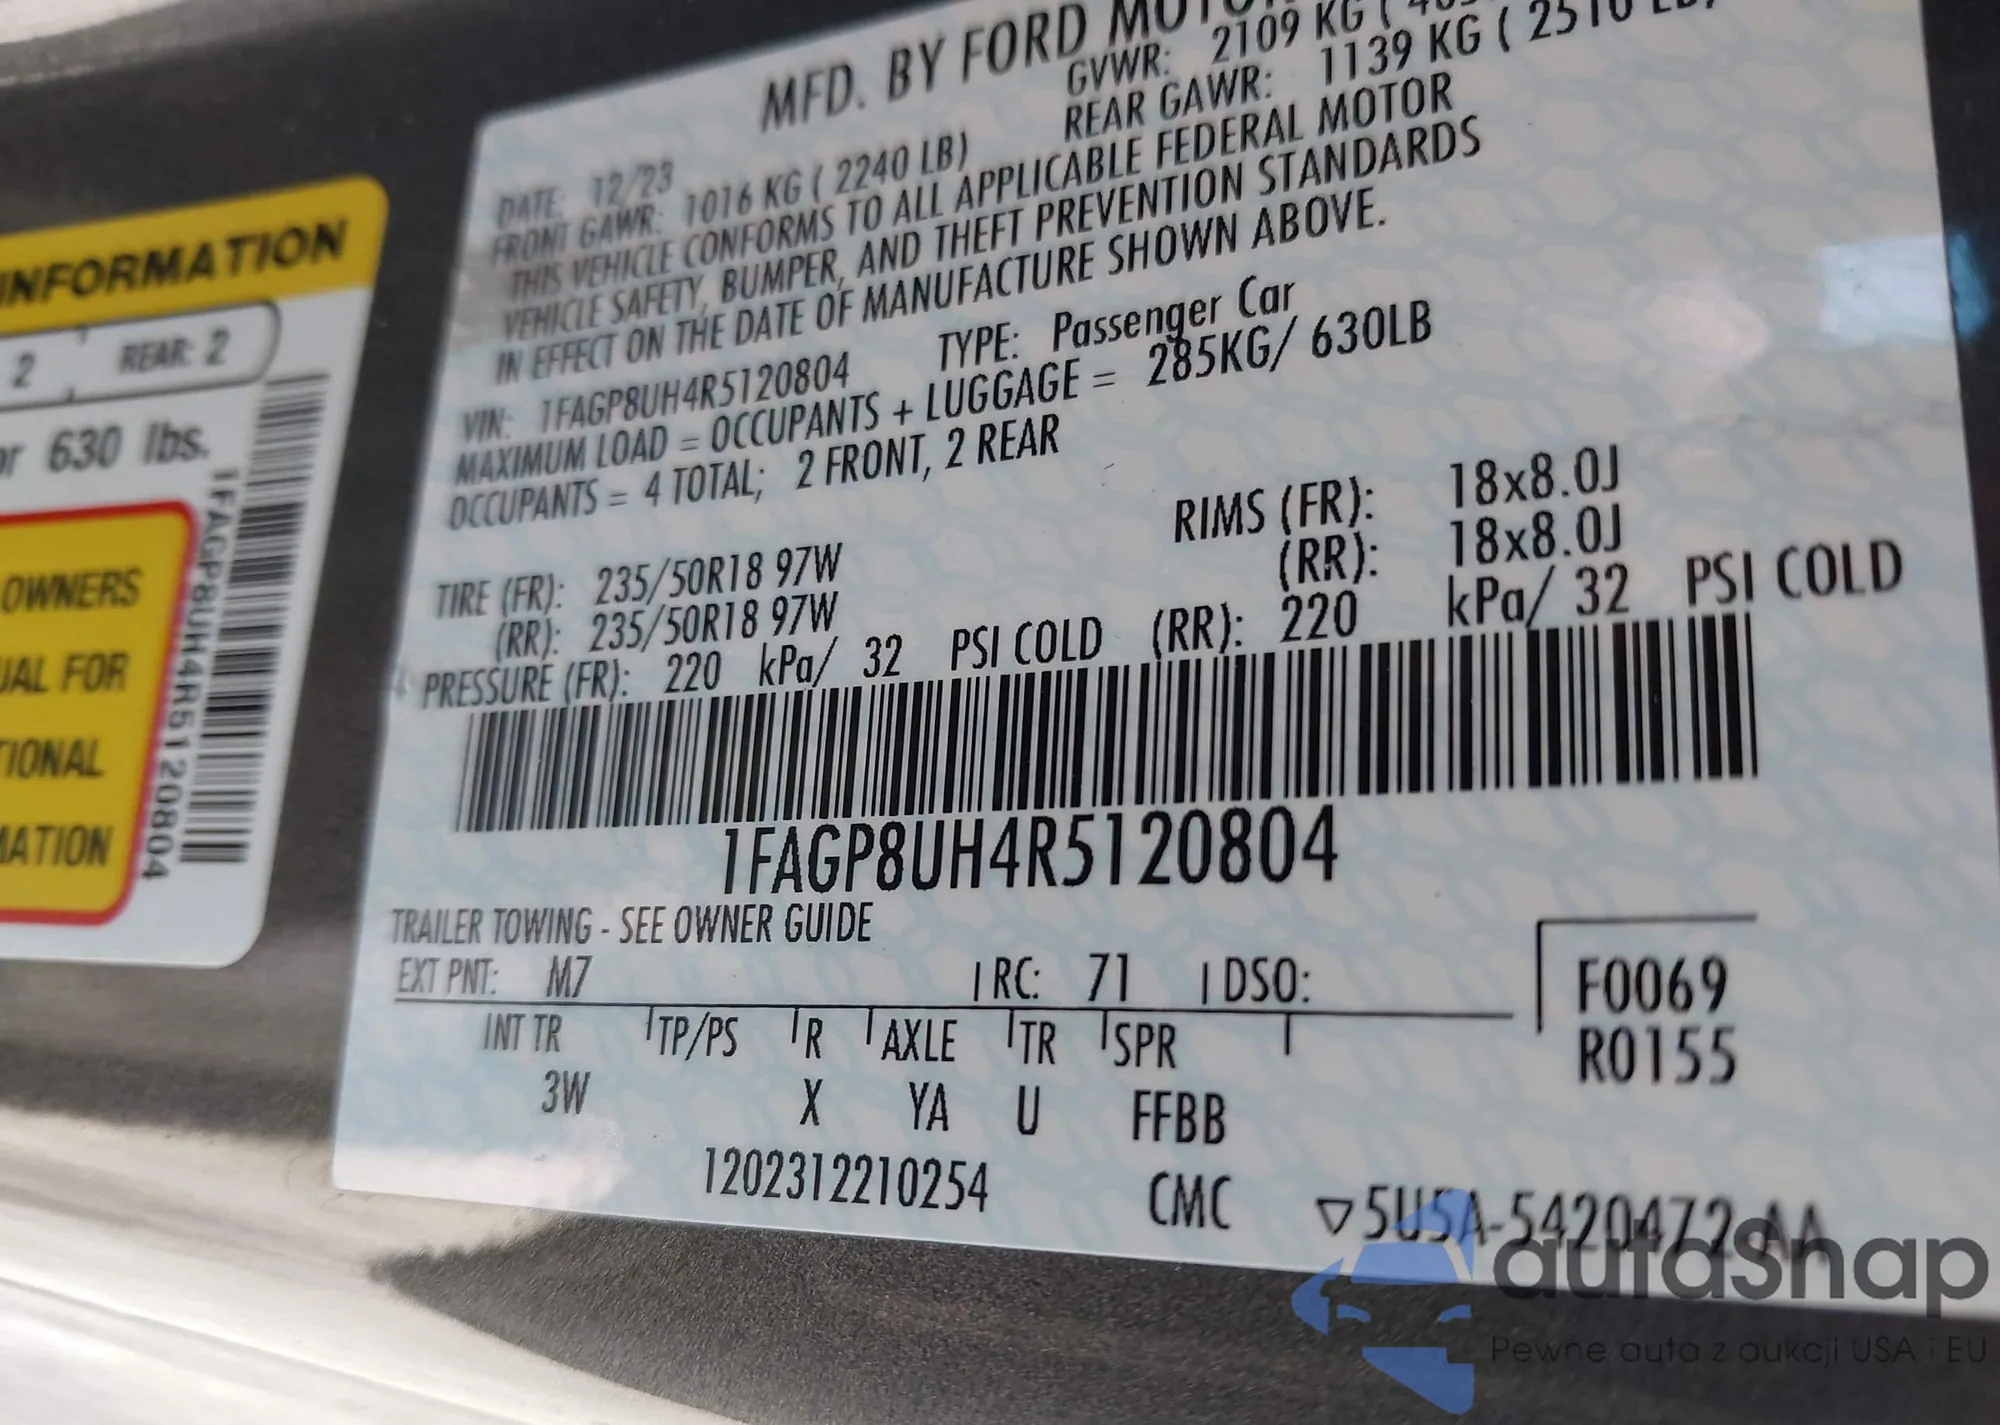 MFD. BY FORD
GVWR: 2109 KG (
DATE: 12/23
REAR GAWR: 1139 KG ( 2510 LB)
FRONT GAWR: 1016 KG ( 2240 LB)
THIS VEHICLE CONFORMS TO ALL APPLICABLE FEDERAL MOTOR
VEHICLE SAFETY, BUMPER, AND THEFT PREVENTION STANDARDS
IN EFFECT ON THE DATE OF MANUFACTURE SHOWN ABOVE.
VIN: 1FAGP8UH4R5120804 TYPE: Passenger Car
MAXIMUM LOAD = OCCUPANTS + LUGGAGE = 285KG/ 630LB
OCCUPANTS = 4 TOTAL; 2 FRONT, 2 REAR
TIRE (FR): 235/50R18 97W RIMS (FR): 18x8.0J
(RR): 235/50R18 97W (RR): 18x8.0J
PRESSURE (FR): 220 kPa/ 32 PSI COLD (RR): 220 kPa/ 32 PSI COLD
1FAGP8UH4R5120804
TRAILER TOWING - SEE OWNER GUIDE
EXT PNT: M7 RC: 71 DSO:
F0069
R0155
INT TR TP/PS R AXLE TR SPR
3W X YA U FFBB
1202312210254 CMC 5U5A-5420472-AA
INFORMATION
2 REAR: 2
or 630 lbs.
1FAGP8UH4R5120804
OWNERS
FOR
autoSnap
Pewne auto z aukcji USA i EU